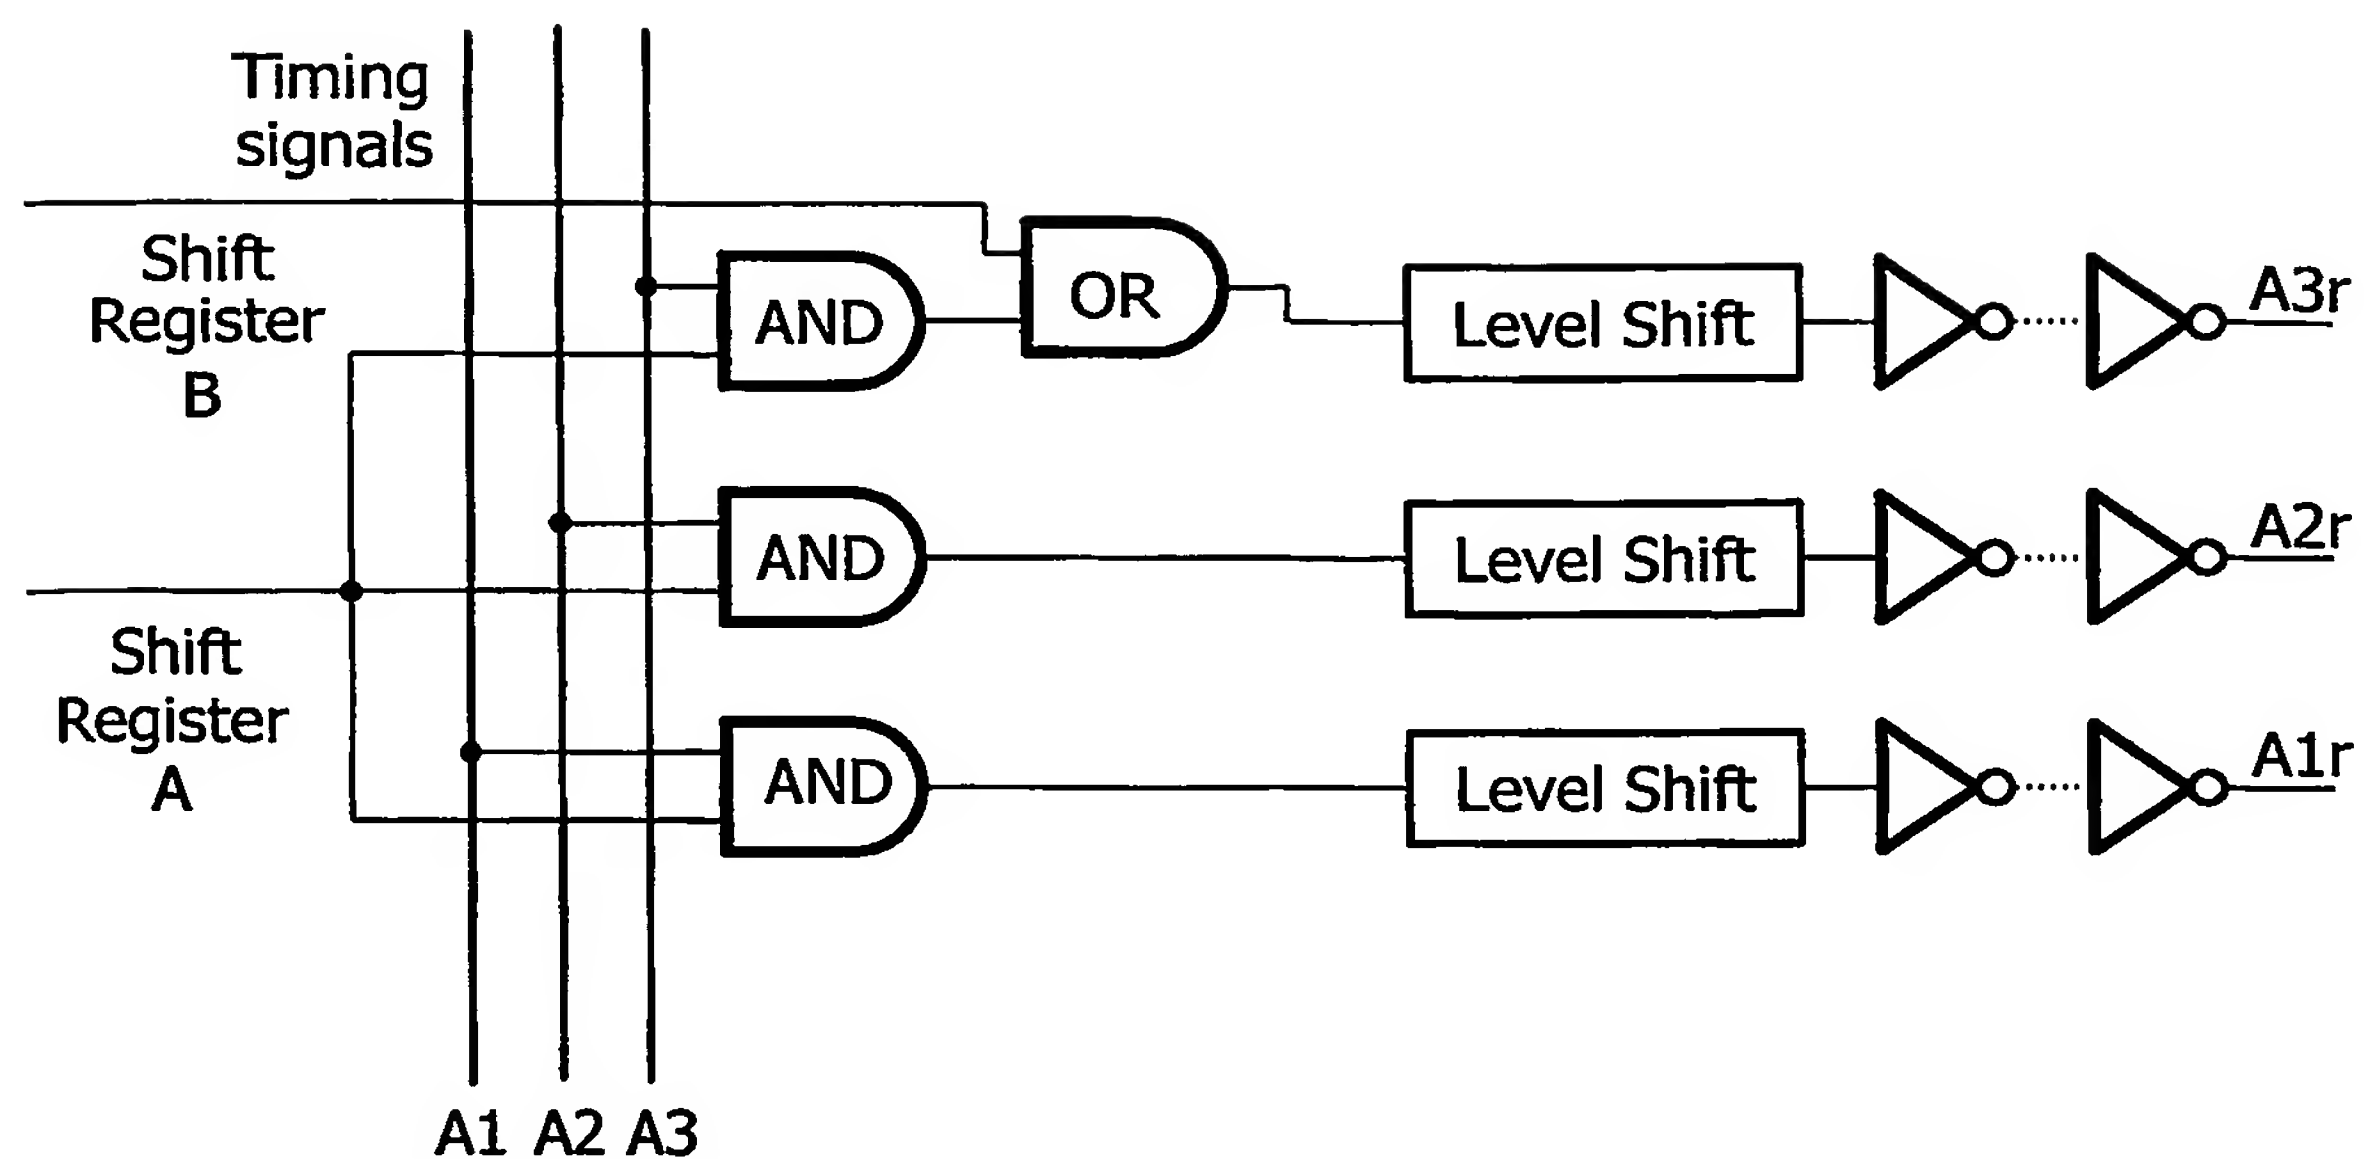 Timing
signals
Shift
Register
B
AND
OR
Level Shift
A3r
AND
Level Shift
A2r
Shift
Register
A
AND
Level Shift
A1r
A1 A2 A3